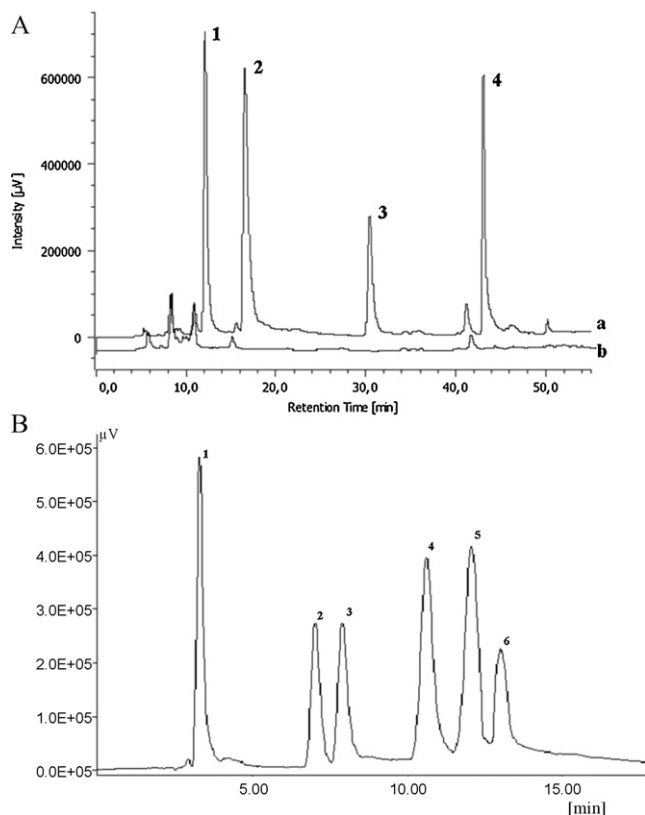 A
1
2
4
3
600000
400000
200000
0
Intensity [µV]
a
b
0,0 10,0 20,0 30,0 40,0 50,0
Retention Time [min]
B
µV
6.0E+05
5.0E+05
4.0E+05
3.0E+05
2.0E+05
1.0E+05
0.0E+05
1
2
3
4
5
6
5.00 10.00 15.00
[min]